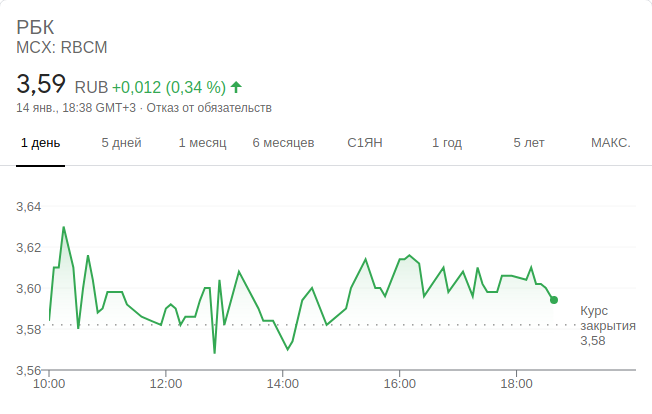 РБК
MCX: RBCM
3,59 RUB +0,012 (0,34 %)
14 янв., 18:38 GMT+3 · Отказ от обязательств
1 день 5 дней 1 месяц 6 месяцев С1ЯН 1 год 5 лет МАКС.
3,64
3,62
3,60
3,58
3,56
Курс
закрытия
3,58
10:00 12:00 14:00 16:00 18:00